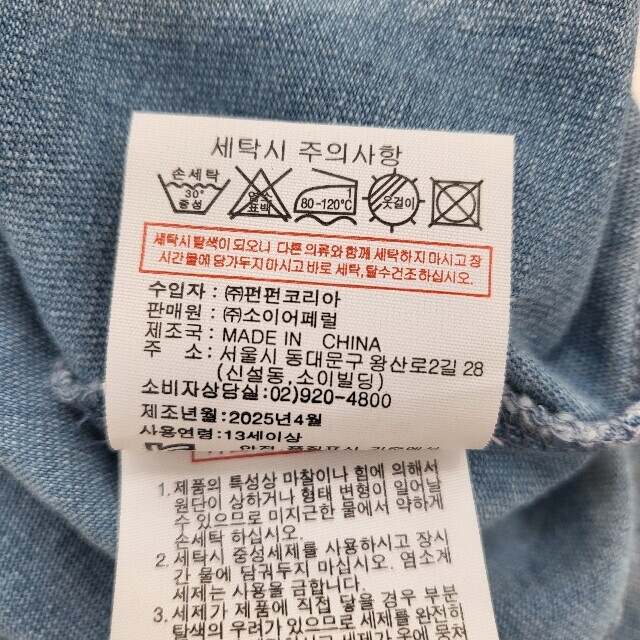 세탁시 주의사항
손세탁
30°
중성
염소
표백
80-120℃
옷걸이
세탁시 탈색이 되오니 다른 의류와 함께 세탁하지 마시고 장
시간 물에 담가두지 마시고 바로 세탁, 탈수건조하십시오.
수입자 : ㈜펀펀코리아
판매원 : ㈜소이어페럴
제조국 : MADE IN CHINA
주 소 : 서울시 동대문구 왕산로2길 28
(신설동,소이빌딩)
소비자상담실:02)920-4800
제조년월:2025년4월
사용연령:13세이상
1. 제품의 특성상 마찰이나 힘에 의해서
원단이 상하거나 형태 변형이 일어날
수 있으므로 미지근한 물에서 약하게
손세탁 하십시오.
2. 세탁시 중성세제를 사용하시고 장시
간 물에 담궈두지 마십시오. 염소계
세제는 사용을 금합니다.
3. 세제가 제품에 직접 닿을 경우 부분
탈색의 우려가 있으므로 세제를 완전히